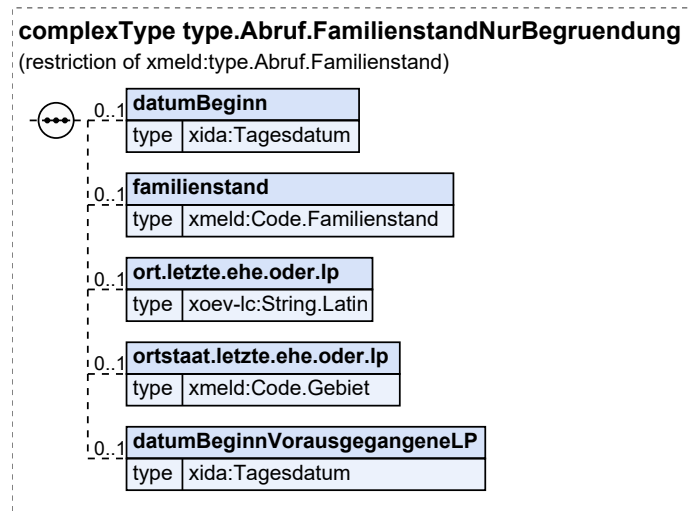 complexType type.Abruf.FamilienstandNurBegruendung
(restriction of xmeld:type.Abruf.Familienstand)
0..1 datumBeginn
type xida:Tagesdatum
0..1 familienstand
type xmeld:Code.Familienstand
0..1 ort.letzte.ehe.oder.lp
type xoev-lc:String.Latin
0..1 ortstaat.letzte.ehe.oder.lp
type xmeld:Code.Gebiet
0..1 datumBeginnVorausgegangeneLP
type xida:Tagesdatum